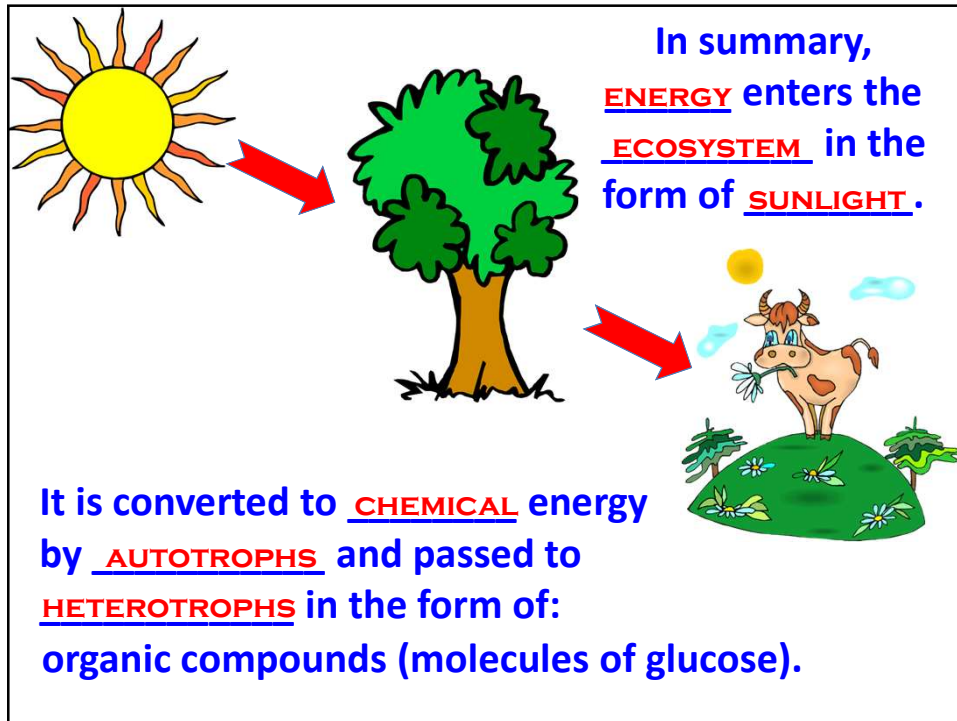 In summary,
ENERGY enters the
ECOSYSTEM in the
form of SUNLIGHT.
It is converted to CHEMICAL energy
by AUTOTROPHS and passed to
HETEROTROPHS in the form of:
organic compounds (molecules of glucose).